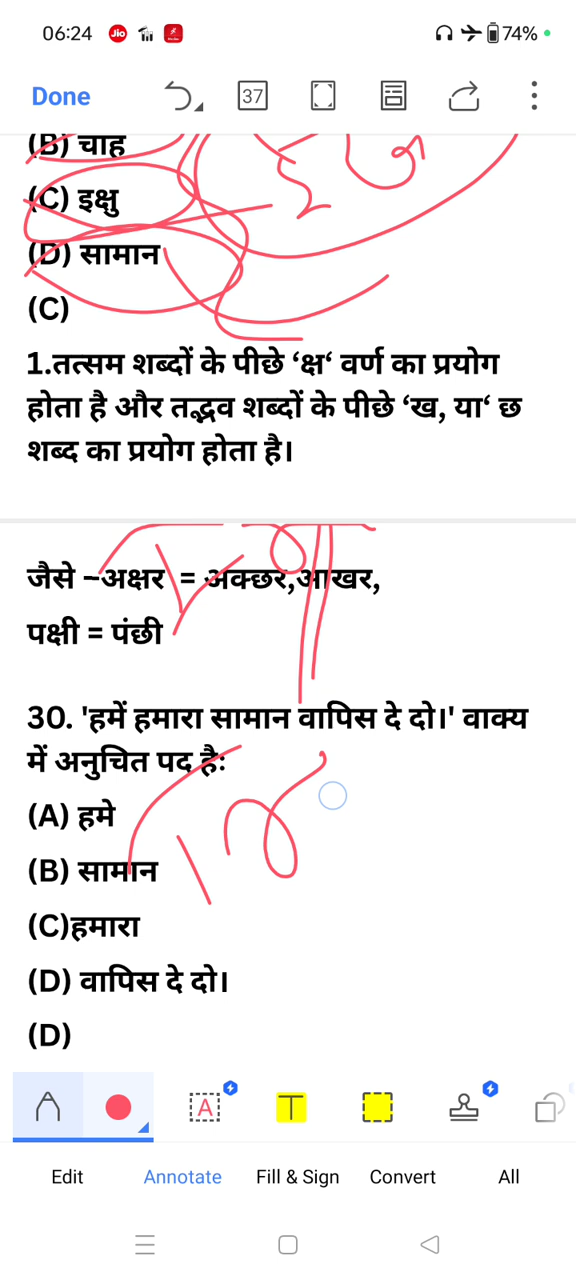 06:24
Jio
74%
Done
37
(B) चाह
(C) इक्षु
(D) सामान
(C)
1.तत्सम शब्दों के पीछे ‘क्ष‘ वर्ण का प्रयोग
होता है और तद्भव शब्दों के पीछे ‘ख, या‘ छ
शब्द का प्रयोग होता है।
जैसे –अक्षर = अक्छर,आखर,
पक्षी = पंछी
30. 'हमें हमारा सामान वापिस दे दो।' वाक्य
में अनुचित पद है:
(A) हमे
(B) सामान
(C)हमारा
(D) वापिस दे दो।
(D)
A
T
Edit
Annotate
Fill & Sign
Convert
All